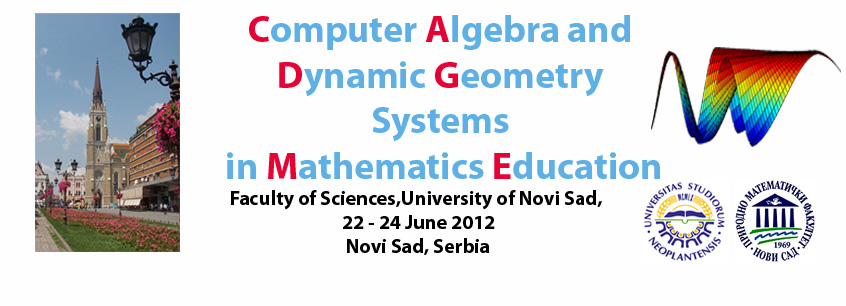 Computer Algebra and
Dynamic Geometry
Systems
in Mathematics Education
Faculty of Sciences,University of Novi Sad,
22 - 24 June 2012
Novi Sad, Serbia
UNIVERSITAS STUDIORUM
MCMLX
NEOPLANTENSIS
ПРИРОДНО МАТЕМАТИЧКИ ФАКУЛТЕТ
1969
НОВИ САД